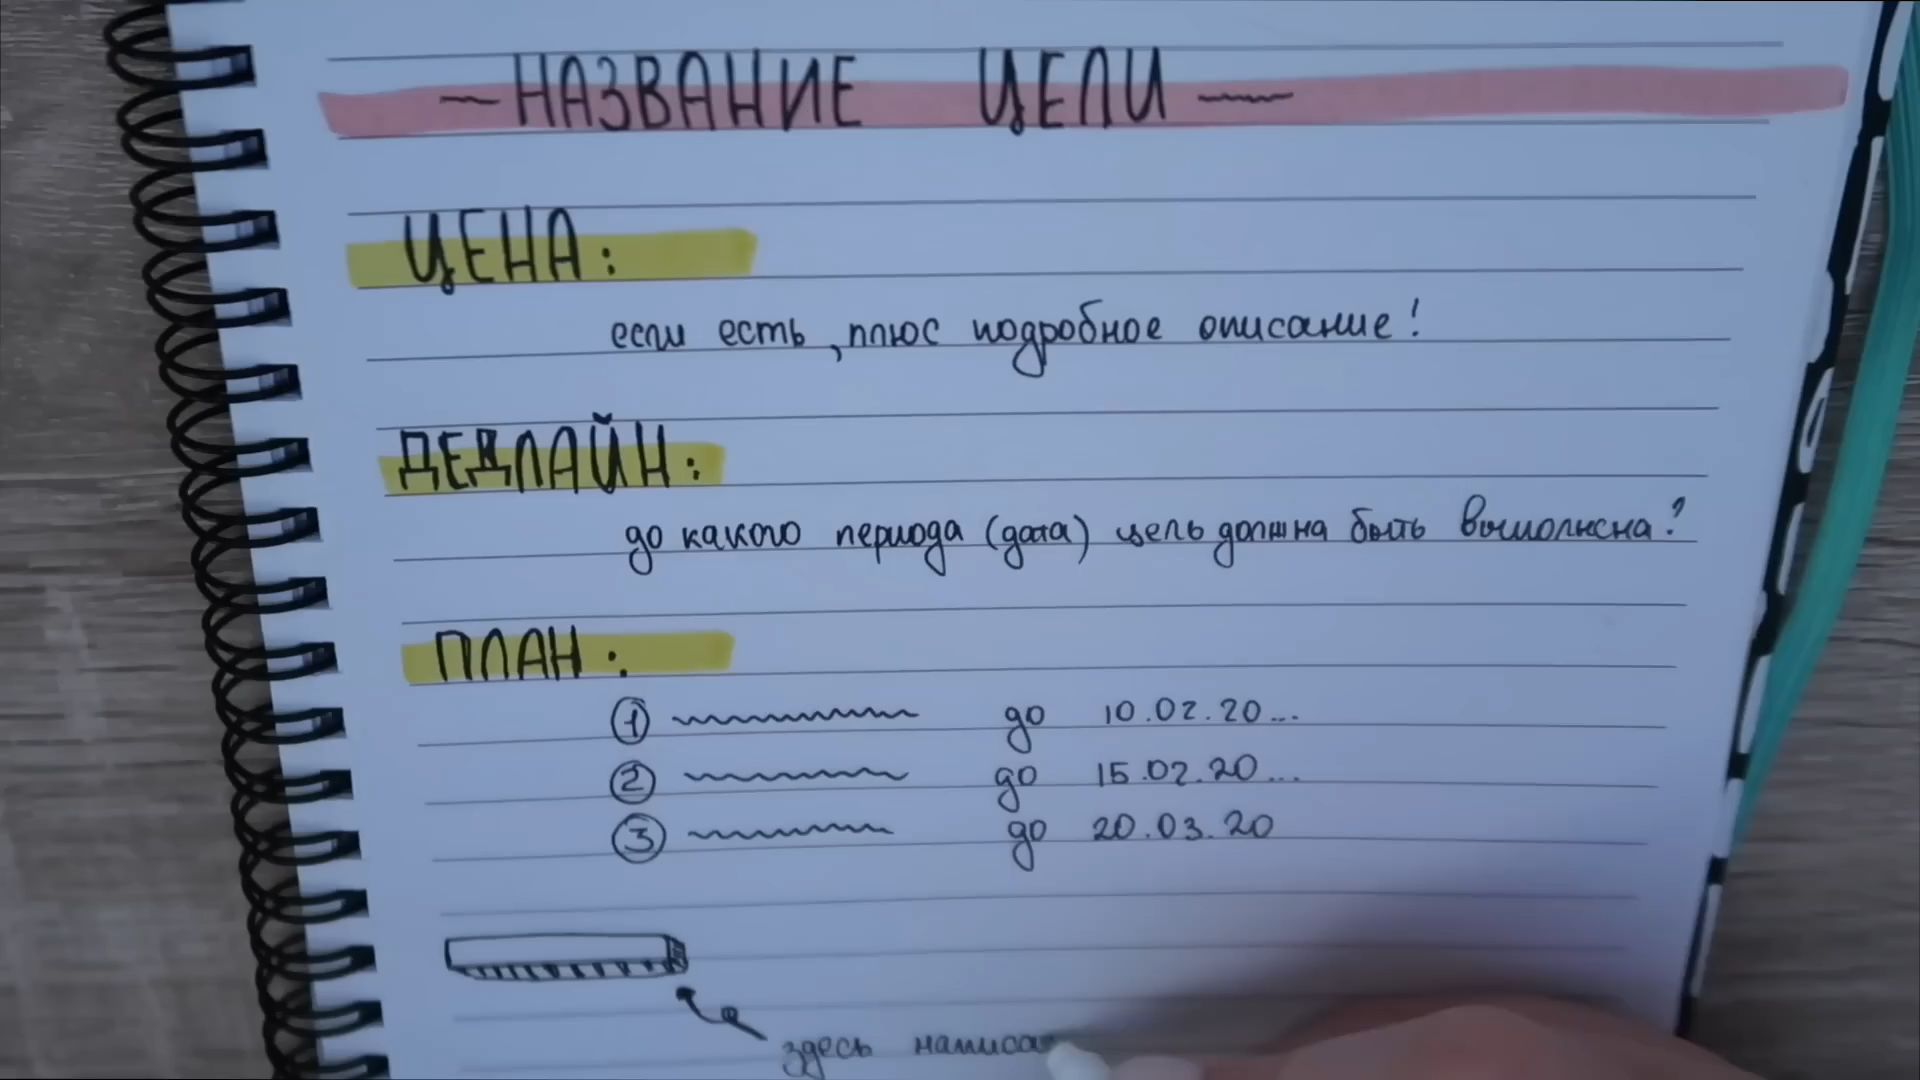 ~ НАЗВАНИЕ ЦЕЛИ ~
ЦЕНА:
если есть, плюс подробное описание!
ДЕДЛАЙН:
до какого периода (дата) цель должна быть выполнена?
ПЛАН:
1 до 10.02.20...
2 до 15.02.20...
3 до 20.03.20
здесь